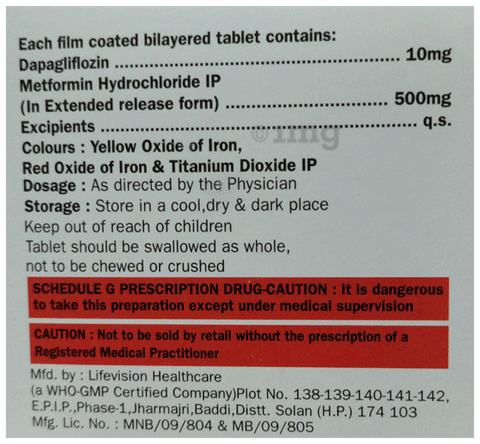 Each film coated bilayered tablet contains:
Dapagliflozin ................................................ 10mg
Metformin Hydrochloride IP
(In Extended release form) ........................... 500mg
Excipients ...................................................... q.s.
1mg
Colours : Yellow Oxide of Iron,
Red Oxide of Iron & Titanium Dioxide IP
Dosage : As directed by the Physician
Storage : Store in a cool,dry & dark place
Keep out of reach of children
Tablet should be swallowed as whole,
not to be chewed or crushed
SCHEDULE G PRESCRIPTION DRUG-CAUTION : It is dangerous
to take this preparation except under medical supervision
CAUTION : Not to be sold by retail without the prescription of a
Registered Medical Practitioner
Mfd. by : Lifevision Healthcare
(a WHO-GMP Certified Company)Plot No. 138-139-140-141-142,
E.P.I.P.,Phase-1,Jharmajri,Baddi,Distt. Solan (H.P.) 174 103
Mfg. Lic. No. : MNB/09/804 & MB/09/805